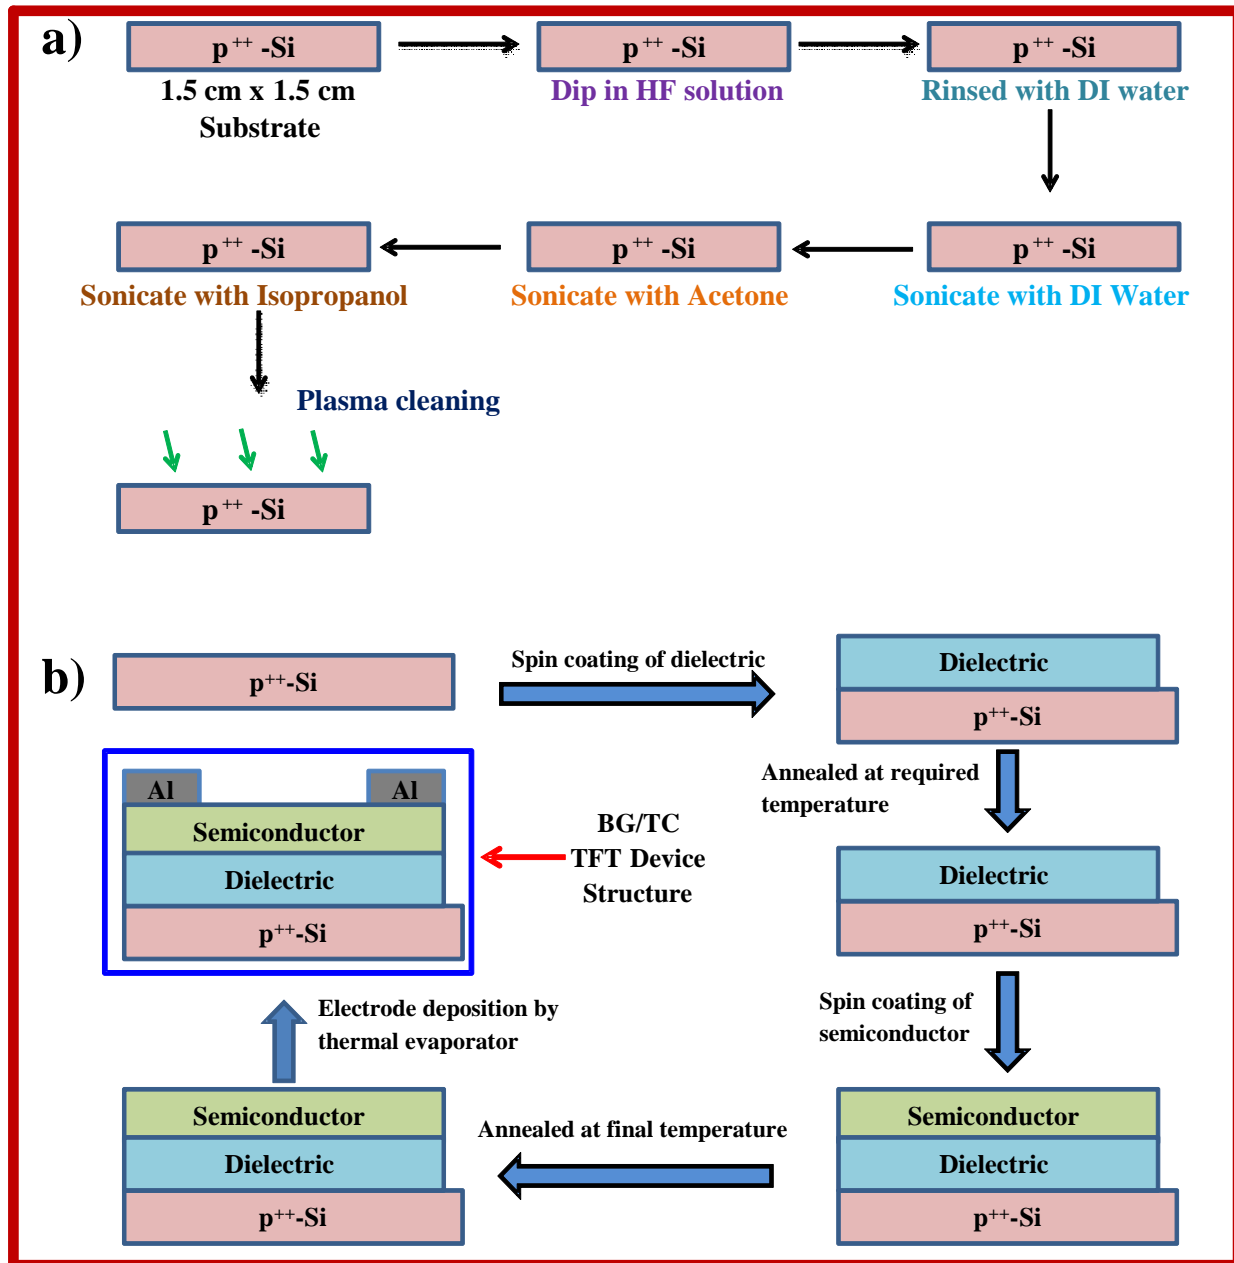 a)
p⁺⁺ -Si
p⁺⁺ -Si
p⁺⁺ -Si
1.5 cm x 1.5 cm
Substrate
Dip in HF solution
Rinsed with DI water
p⁺⁺ -Si
p⁺⁺ -Si
p⁺⁺ -Si
Sonicate with Isopropanol
Sonicate with Acetone
Sonicate with DI Water
Plasma cleaning
p⁺⁺ -Si
b)
p⁺⁺-Si
Spin coating of dielectric
Dielectric
p⁺⁺-Si
Annealed at required
temperature
Dielectric
p⁺⁺-Si
Al
Al
Semiconductor
Dielectric
p⁺⁺-Si
BG/TC
TFT Device
Structure
Spin coating of
semiconductor
Electrode deposition by
thermal evaporator
Semiconductor
Dielectric
p⁺⁺-Si
Annealed at final temperature
Semiconductor
Dielectric
p⁺⁺-Si